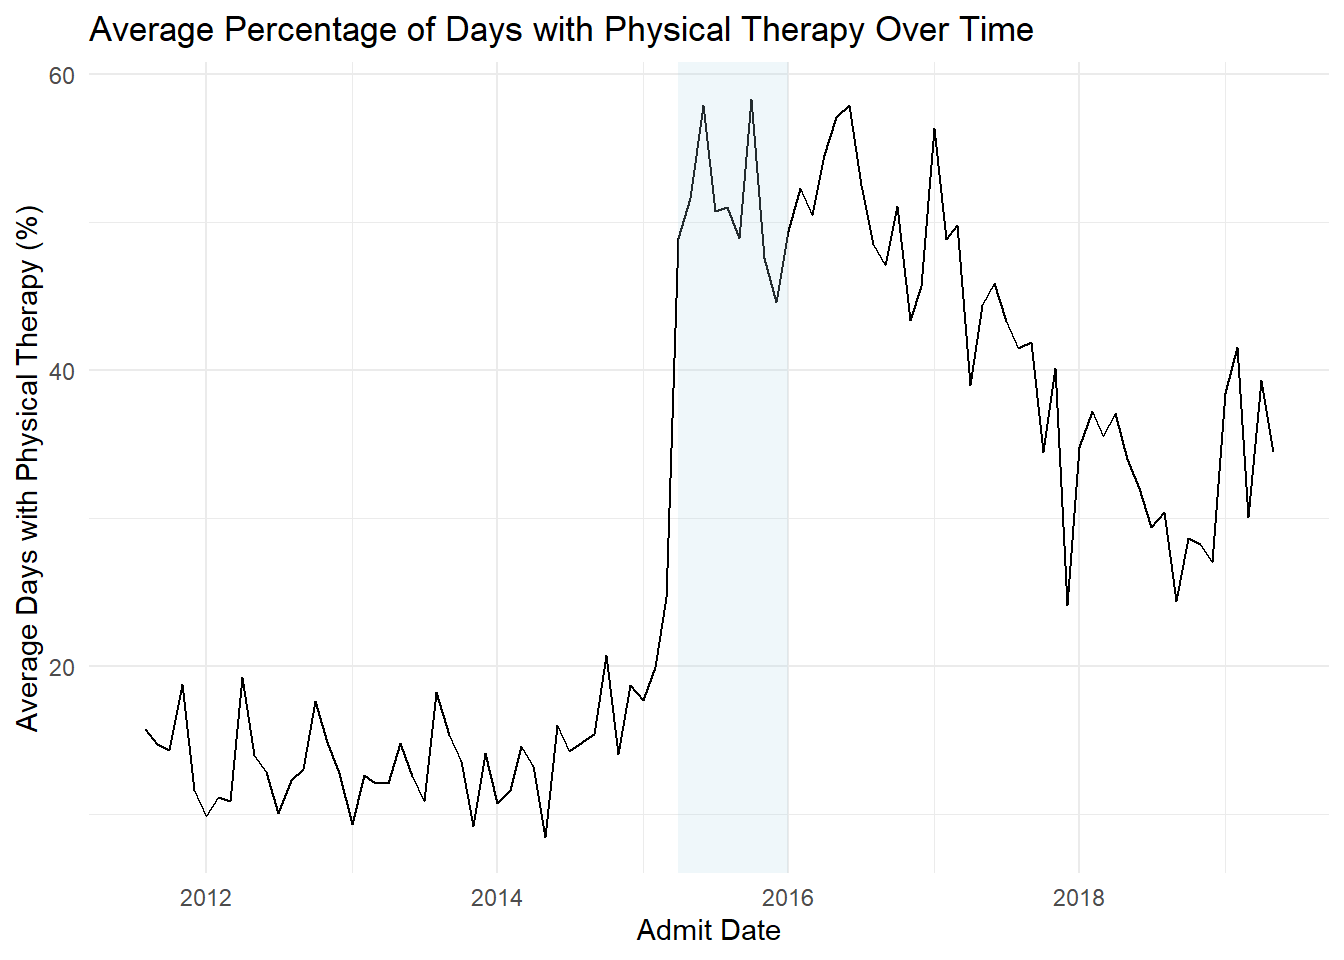 Average Percentage of Days with Physical Therapy Over Time
Average Days with Physical Therapy (%)
60
40
20
2012
2014
2016
2018
Admit Date